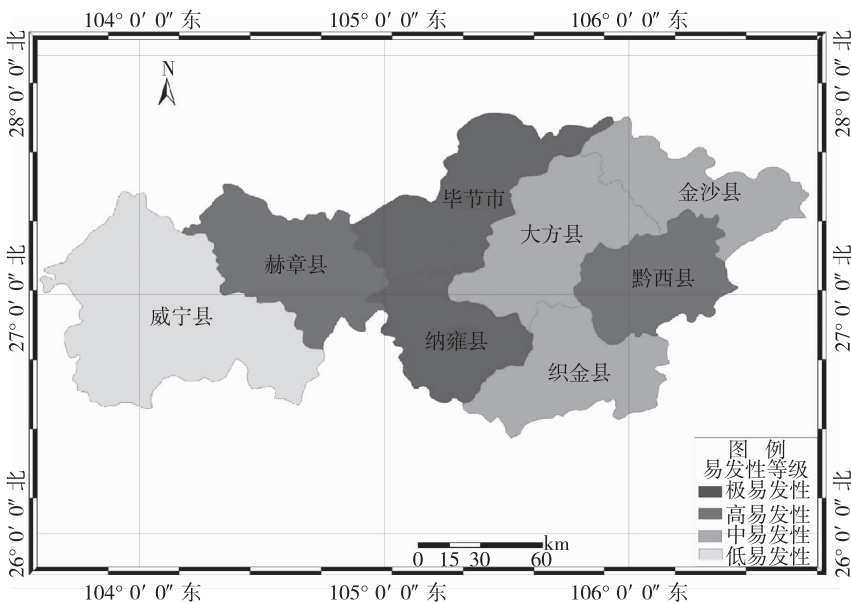 104° 0′ 0″ 东
105° 0′ 0″ 东
106° 0′ 0″ 东
28° 0′ 0″ 北
28° 0′ 0″ 北
N
毕节市
金沙县
大方县
赫章县
黔西县
威宁县
27° 0′ 0″ 北
27° 0′ 0″ 北
纳雍县
织金县
图 例
易发性等级
极易发性
高易发性
中易发性
低易发性
km
0 15 30 60
26° 0′ 0″ 北
26° 0′ 0″ 北
104° 0′ 0″ 东
105° 0′ 0″ 东
106° 0′ 0″ 东